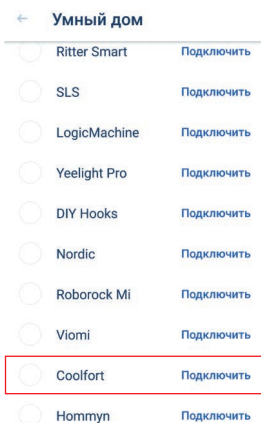 ← Умный дом
Ritter Smart Подключить
SLS Подключить
LogicMachine Подключить
Yeelight Pro Подключить
DIY Hooks Подключить
Nordic Подключить
Roborock Mi Подключить
Viomi Подключить
Coolfort Подключить
Hommyn Подключить